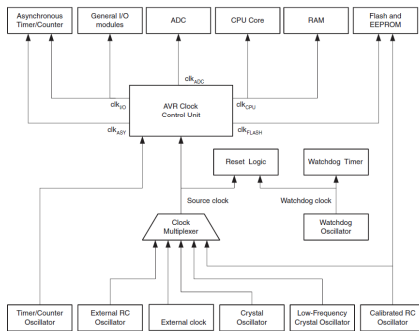 Asynchronous
Timer/Counter
General I/O
modules
ADC
CPU Core
RAM
Flash and
EEPROM
clkADC
clkI/O
AVR Clock
Control Unit
clkCPU
clkASY
clkFLASH
Reset Logic
Watchdog Timer
Source clock
Watchdog clock
Clock
Multiplexer
Watchdog
Oscillator
Timer/Counter
Oscillator
External RC
Oscillator
External clock
Crystal
Oscillator
Low-Frequency
Crystal Oscillator
Calibrated RC
Oscillator